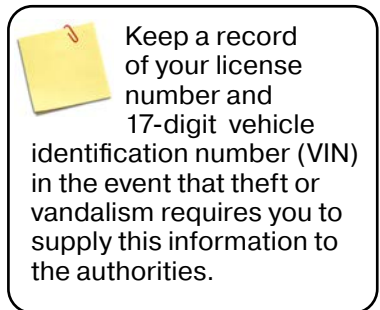 Keep a record
of your license
number and
17-digit vehicle
identification number (VIN)
in the event that theft or
vandalism requires you to
supply this information to
the authorities.